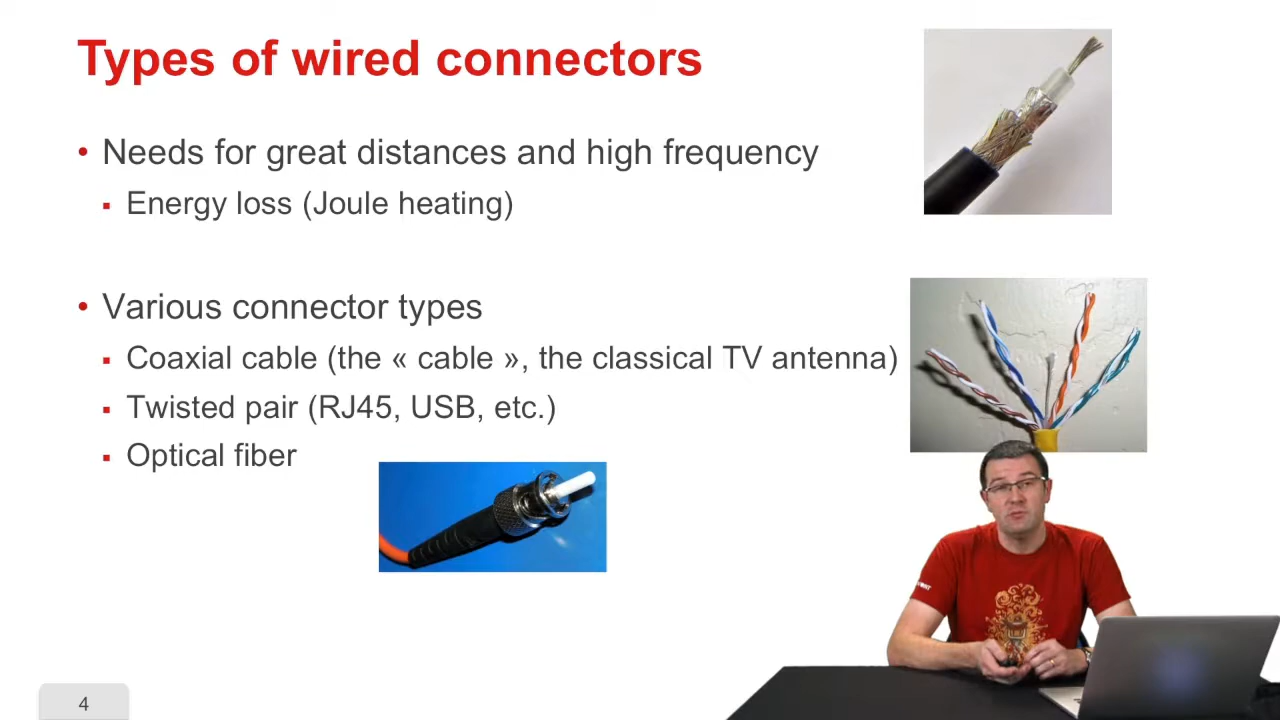 Types of wired connectors
• Needs for great distances and high frequency
▪ Energy loss (Joule heating)
• Various connector types
▪ Coaxial cable (the « cable », the classical TV antenna)
▪ Twisted pair (RJ45, USB, etc.)
▪ Optical fiber
4